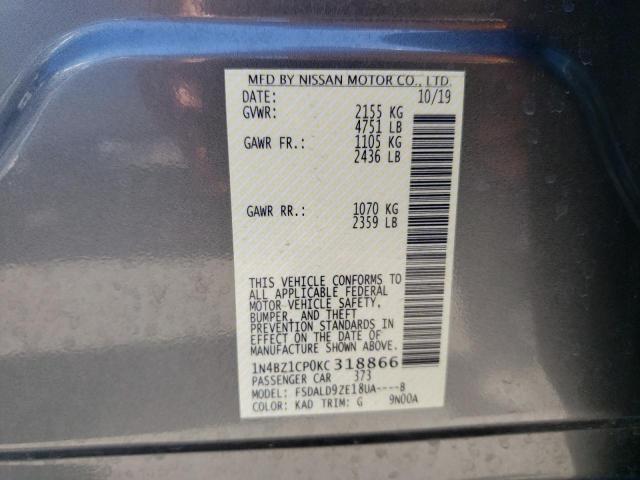 MFD BY NISSAN MOTOR CO., LTD.
DATE: 10/19
GVWR: 2155 KG
4751 LB
GAWR FR.: 1105 KG
2436 LB
GAWR RR.: 1070 KG
2359 LB
THIS VEHICLE CONFORMS TO
ALL APPLICABLE FEDERAL
MOTOR VEHICLE SAFETY,
BUMPER, AND THEFT
PREVENTION STANDARDS IN
EFFECT ON THE DATE OF
MANUFACTURE SHOWN ABOVE.
1N4BZ1CP0KC 318866
PASSENGER CAR 373
MODEL: FSDALD9ZE18UA----B
COLOR: KAD TRIM: G 9N00A